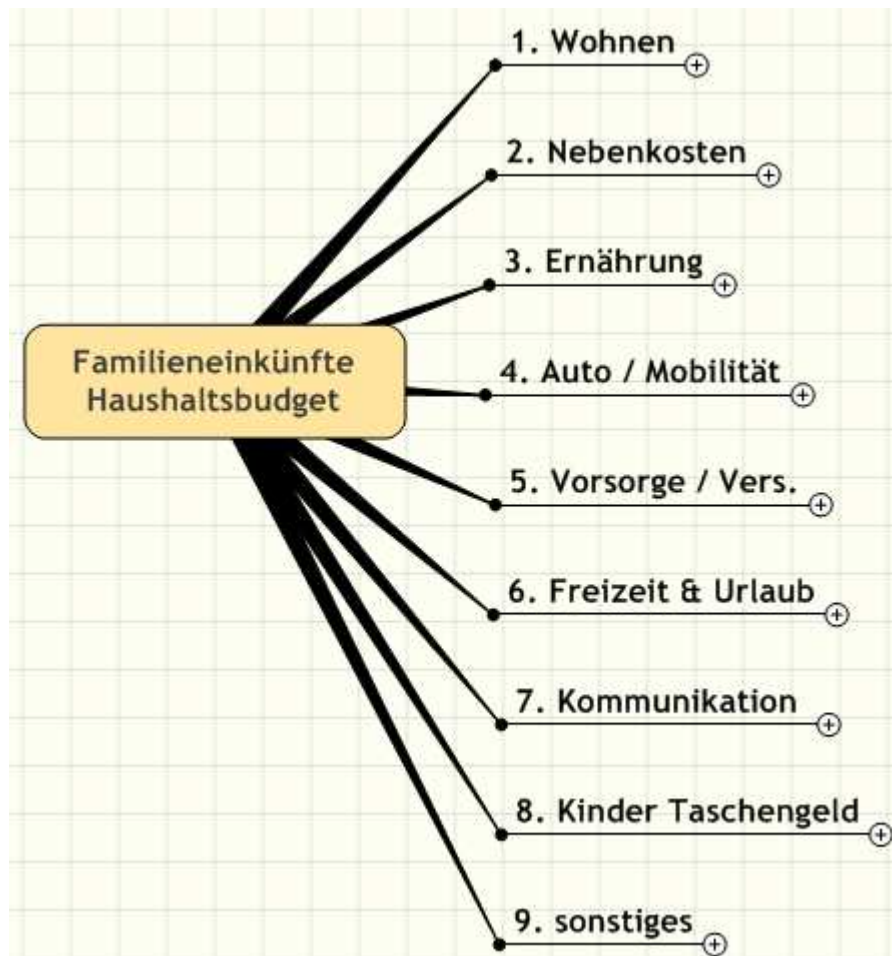 1. Wohnen
2. Nebenkosten
3. Ernährung
Familieneinkünfte
Haushaltsbudget
4. Auto / Mobilität
5. Vorsorge / Vers.
6. Freizeit & Urlaub
7. Kommunikation
8. Kinder Taschengeld
9. sonstiges